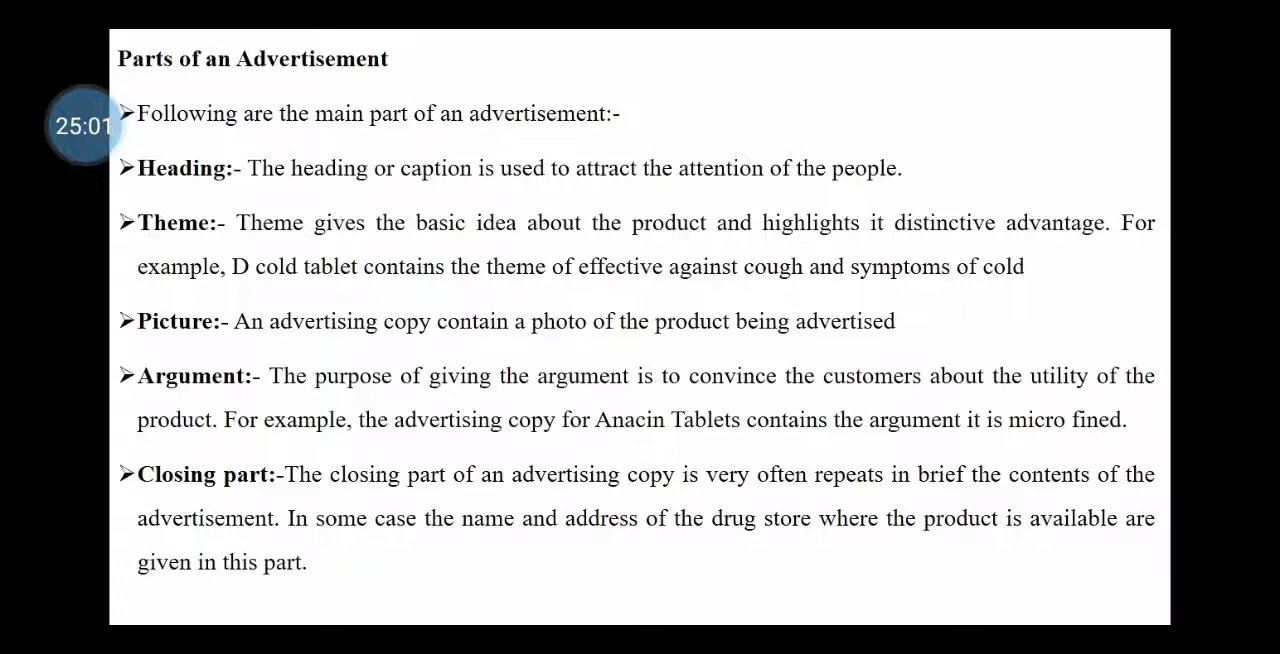 Parts of an Advertisement
➢Following are the main part of an advertisement:-
25:01
➢Heading:- The heading or caption is used to attract the attention of the people.
➢Theme:- Theme gives the basic idea about the product and highlights it distinctive advantage. For
example, D cold tablet contains the theme of effective against cough and symptoms of cold
➢Picture:- An advertising copy contain a photo of the product being advertised
➢Argument:- The purpose of giving the argument is to convince the customers about the utility of the
product. For example, the advertising copy for Anacin Tablets contains the argument it is micro fined.
➢Closing part:-The closing part of an advertising copy is very often repeats in brief the contents of the
advertisement. In some case the name and address of the drug store where the product is available are
given in this part.